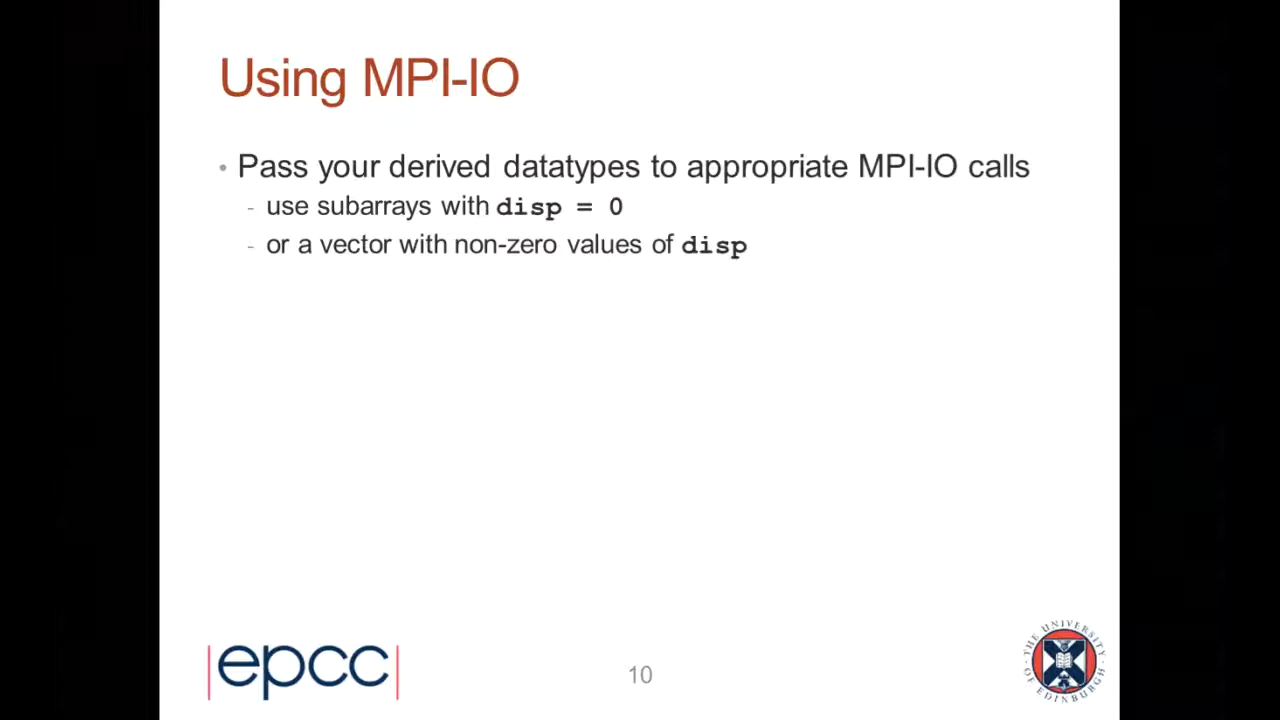 Using MPI-IO
• Pass your derived datatypes to appropriate MPI-IO calls
- use subarrays with disp = 0
- or a vector with non-zero values of disp
|epcc|
10
THE UNIVERSITY OF EDINBURGH